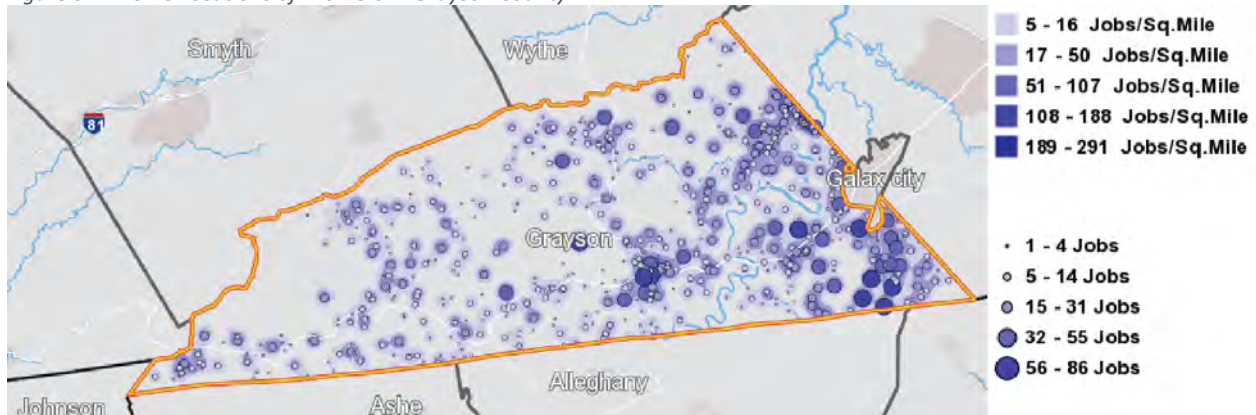 Smyth
Wythe
81
Galax city
Grayson
Alleghany
Johnson
Ashe
5 - 16 Jobs/Sq.Mile
17 - 50 Jobs/Sq.Mile
51 - 107 Jobs/Sq.Mile
108 - 188 Jobs/Sq.Mile
189 - 291 Jobs/Sq.Mile
1 - 4 Jobs
5 - 14 Jobs
15 - 31 Jobs
32 - 55 Jobs
56 - 86 Jobs